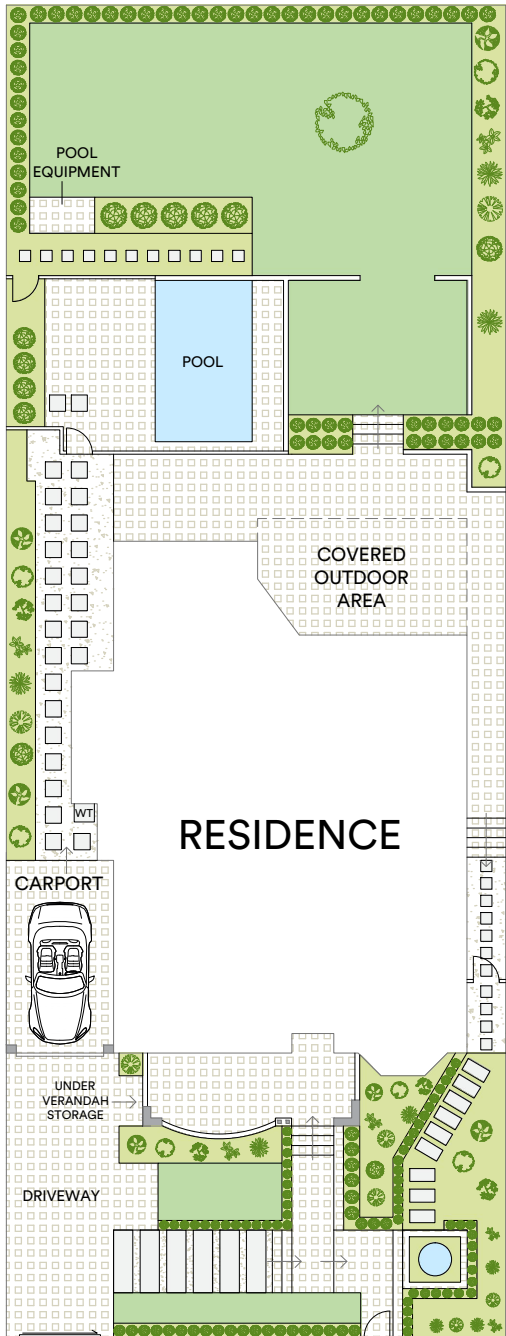 POOL
EQUIPMENT
POOL
COVERED
OUTDOOR
AREA
WT
RESIDENCE
CARPORT
UNDER
VERANDAH
STORAGE
DRIVEWAY